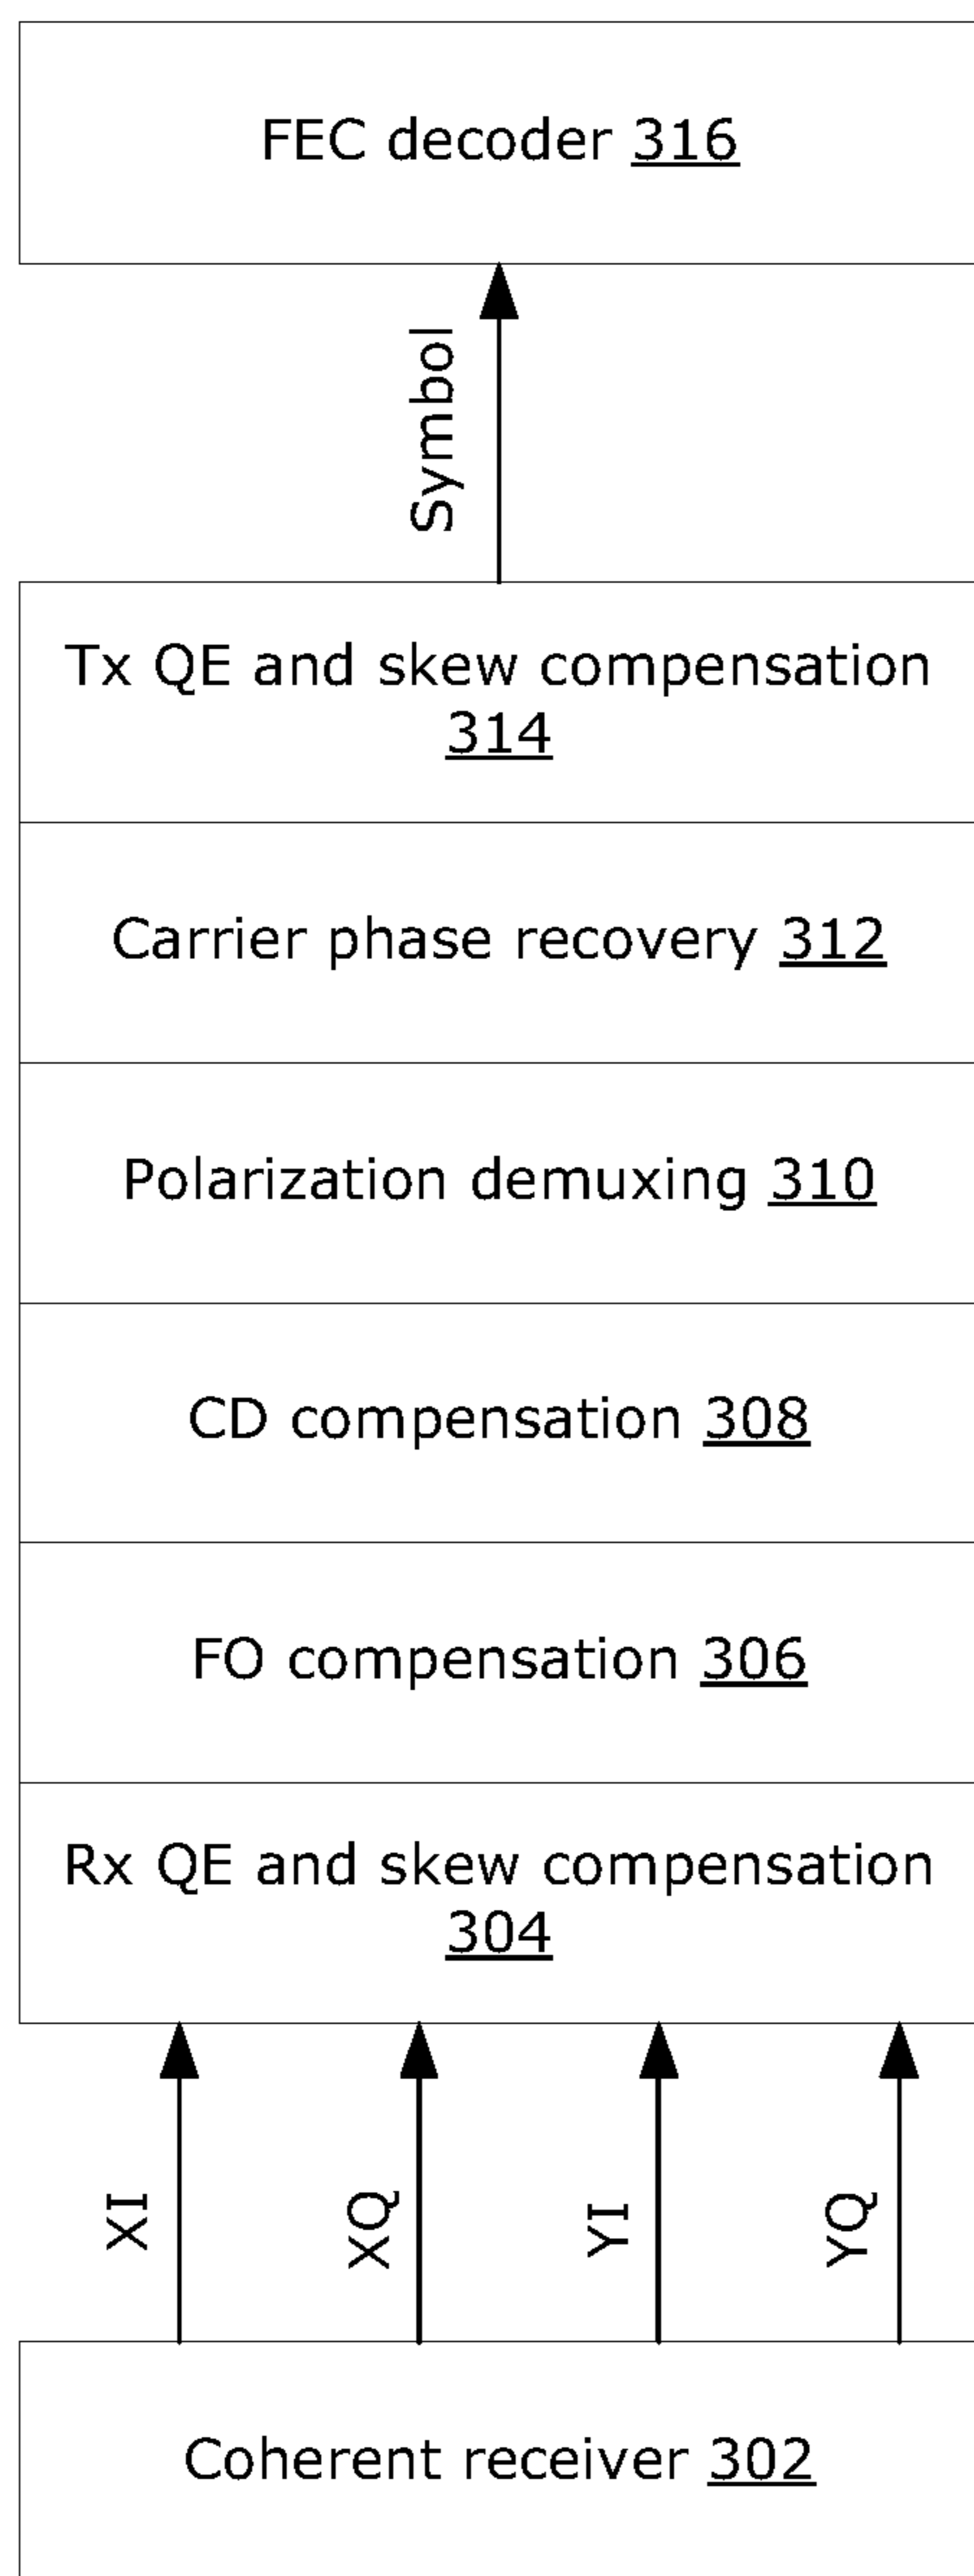 FEC decoder 316
Symbol
Tx QE and skew compensation
314
Carrier phase recovery 312
Polarization demuxing 310
CD compensation 308
FO compensation 306
Rx QE and skew compensation
304
XI
XQ
YI
YQ
Coherent receiver 302